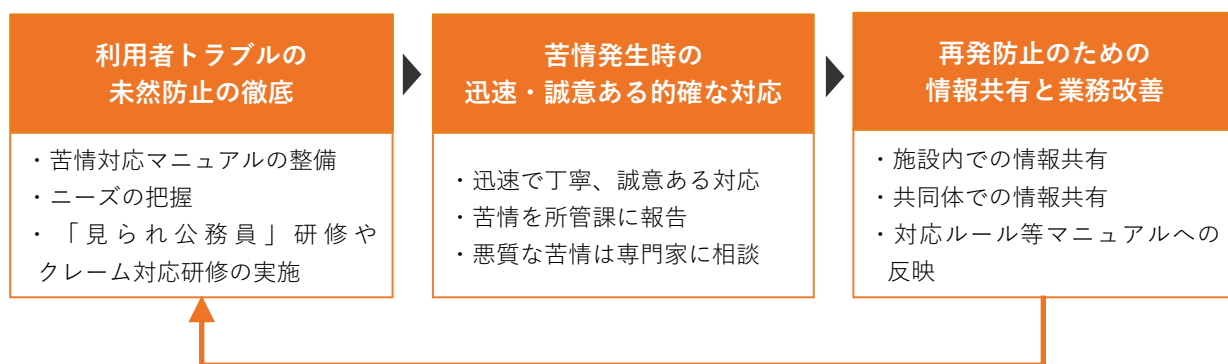 利用者トラブルの
未然防止の徹底
・苦情対応マニュアルの整備
・ニーズの把握
・「見られ公務員」研修や
クレーム対応研修の実施
苦情発生時の
迅速・誠意ある的確な対応
・迅速で丁寧、誠意ある対応
・苦情を所管課に報告
・悪質な苦情は専門家に相談
再発防止のための
情報共有と業務改善
・施設内での情報共有
・共同体での情報共有
・対応ルール等マニュアルへの
反映